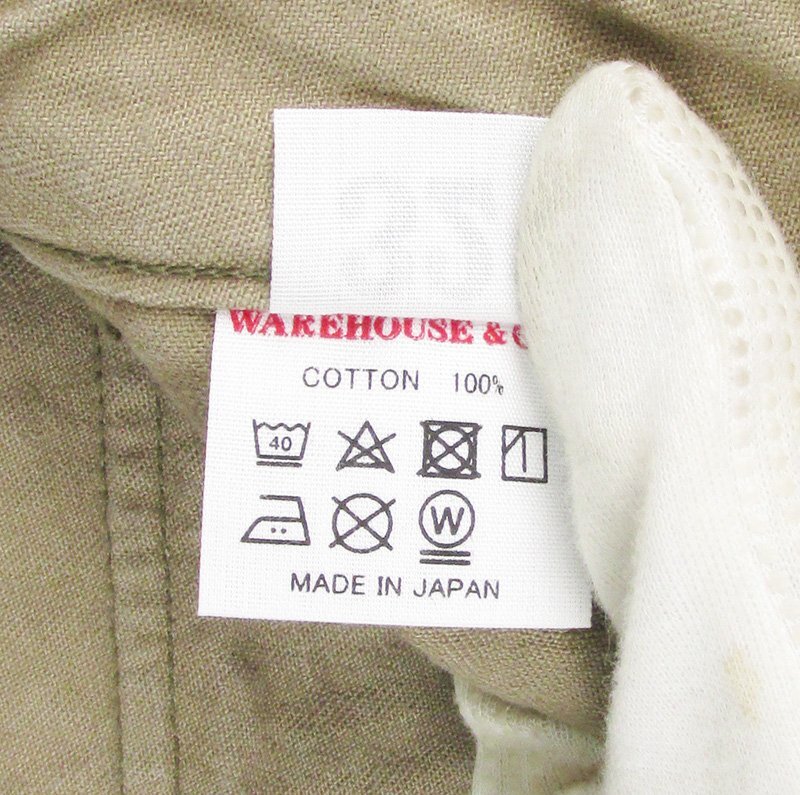 WAREHOUSE & C
COTTON 100%
40
W
MADE IN JAPAN